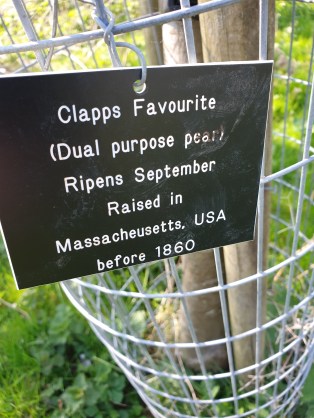 Clapps Favourite
(Dual purpose pear)
Ripens September
Raised in
Massacheusetts, USA
before 1860